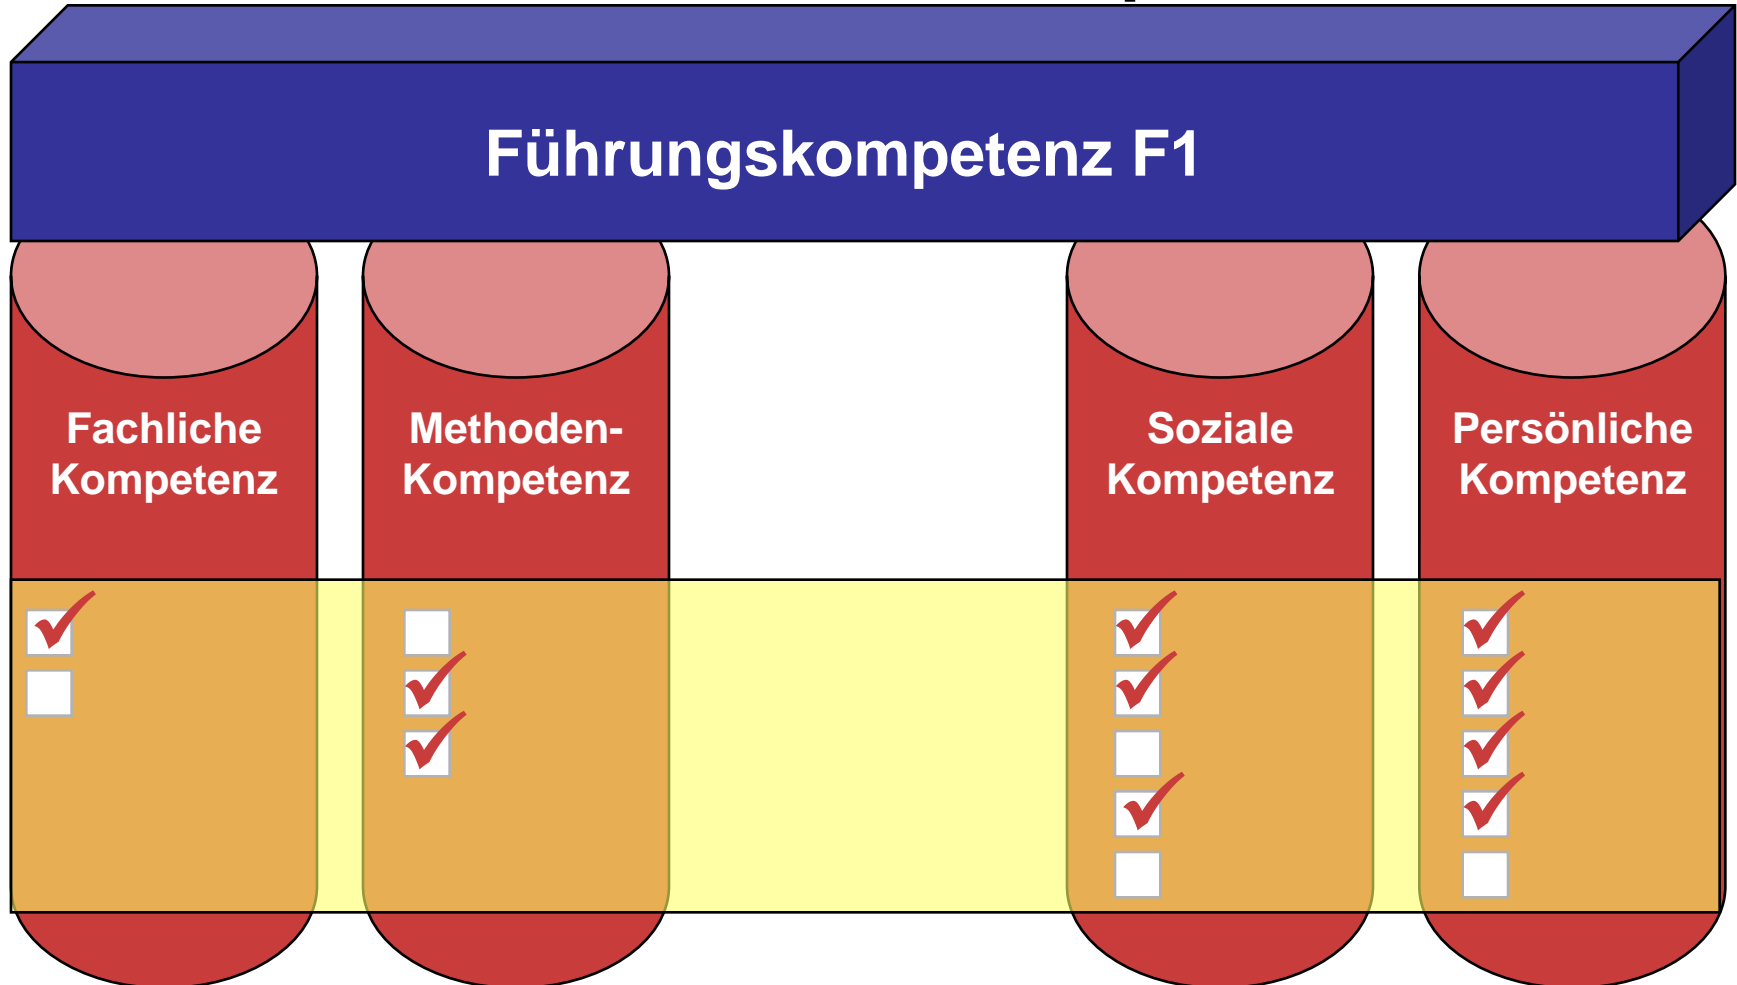 Führungskompetenz F1
Fachliche
Kompetenz
Methoden-
Kompetenz
Soziale
Kompetenz
Persönliche
Kompetenz